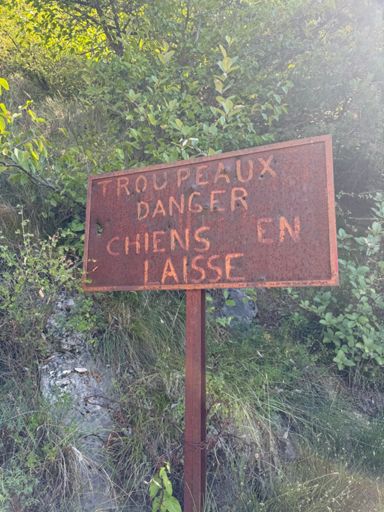 TROUPEAUX
DANGER
CHIENS EN
LAISSE